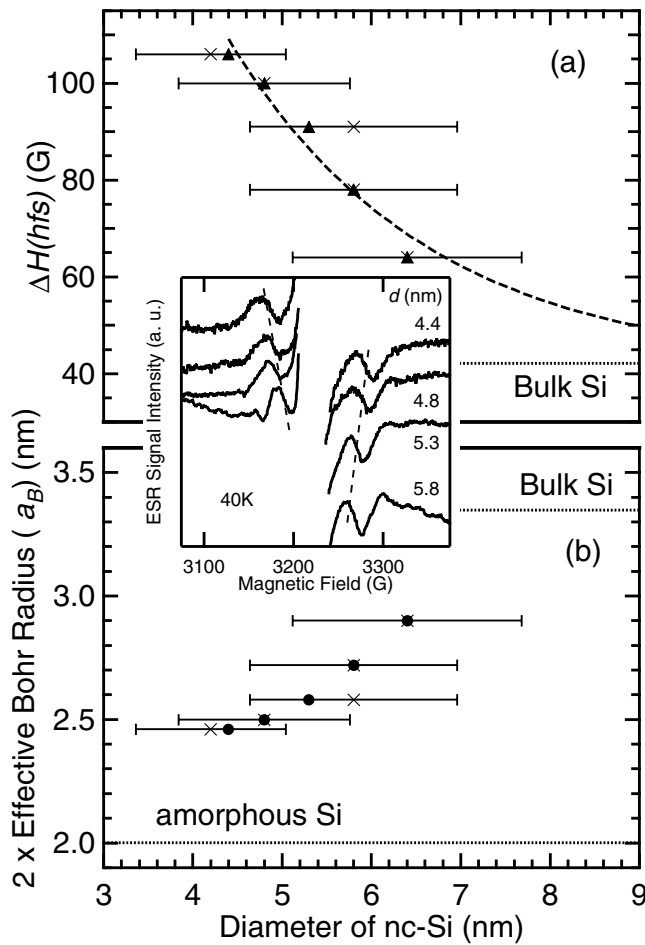 (a)
100
80
60
40
ΔH(hfs) (G)
Bulk Si
d (nm)
4.4
4.8
5.3
5.8
40K
ESR Signal Intensity (a. u.)
3100 3200 3300
Magnetic Field (G)
3.5
3.0
2.5
2.0
2 x Effective Bohr Radius ( aB) (nm)
Bulk Si
(b)
amorphous Si
3 4 5 6 7 8 9
Diameter of nc-Si (nm)